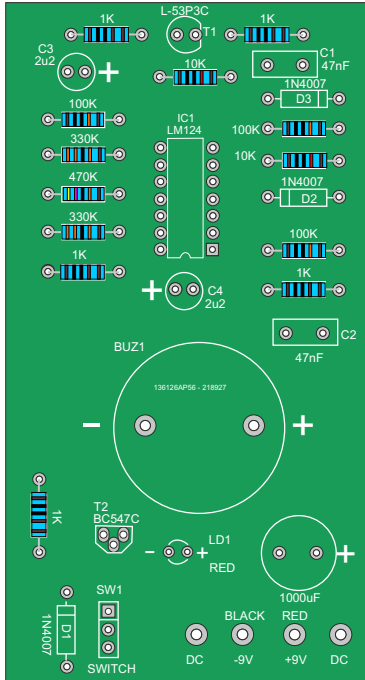 L-53P3C
1K
T1
1K
C3
2u2
10K
C1
47nF
1N4007
D3
100K
IC1
LM124
100K
330K
10K
470K
1N4007
D2
330K
100K
1K
1K
C4
2u2
C2
47nF
BUZ1
136126AP56 - 218927
1K
T2
BC547C
LD1
RED
1000uF
1N4007
D1
SW1
SWITCH
BLACK
RED
DC
-9V
+9V
DC